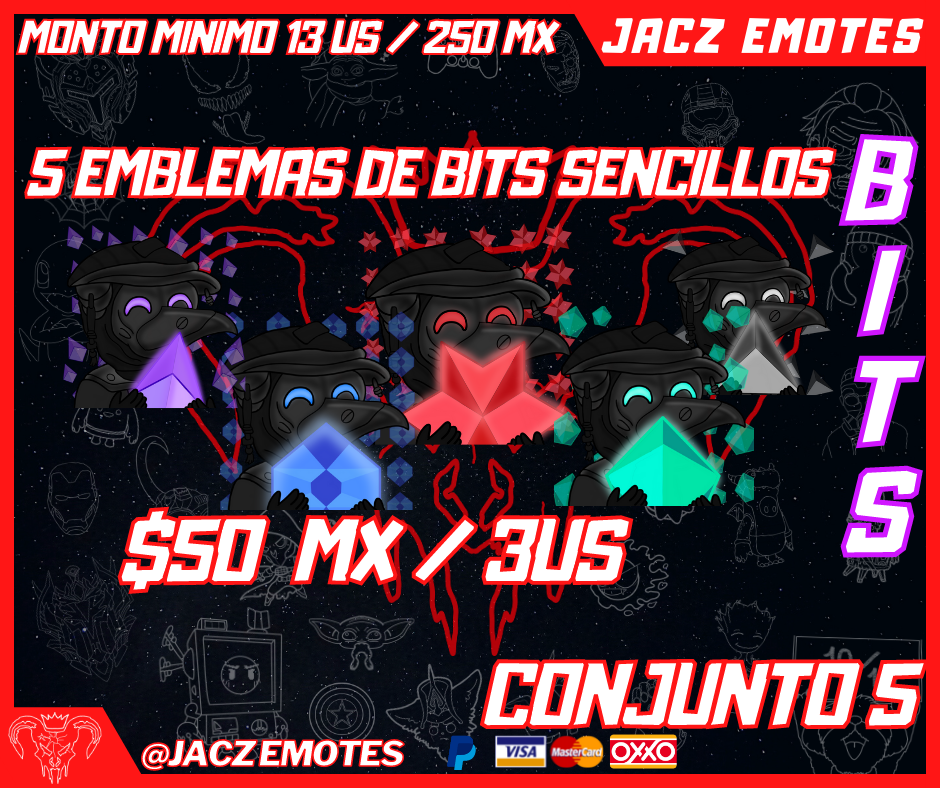 MONTO MINIMO 13 US / 250 MX
JACZ EMOTES
5 EMBLEMAS DE BITS SENCILLOS
BITS
$50 MX / 3US
CONJUNTO 5
@JACZEMOTES
P
VISA
MasterCard
OXXO